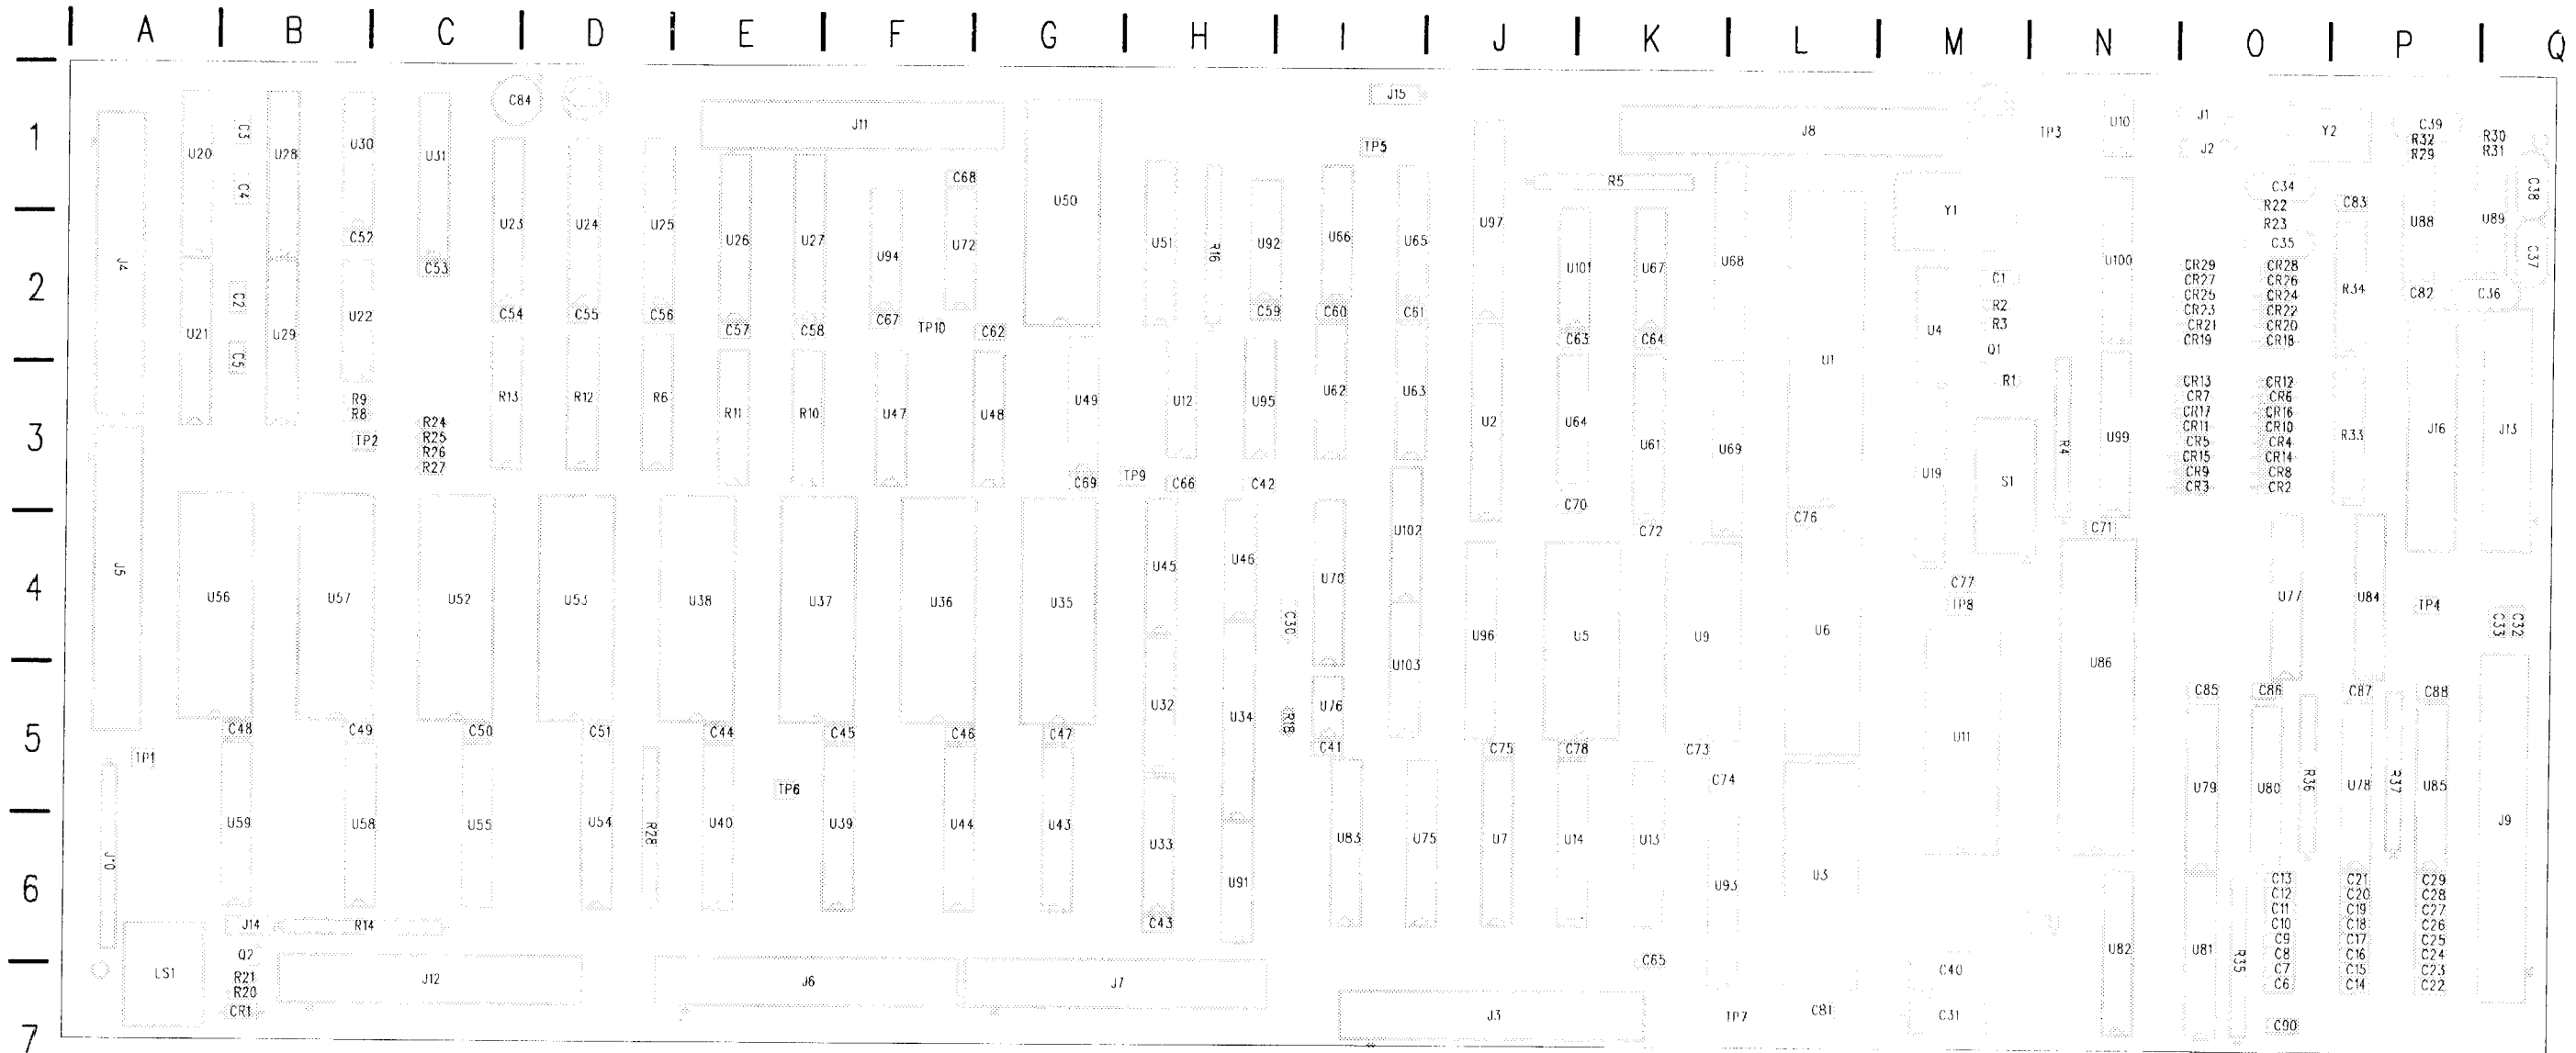 A B C D E F G H I J K L M N O P Q
1
C84 J15
J11 J8 J1
C3 U30 TP3 U10 Y2 C39
U20 U28 U31 TP5 J2 R32 R30
R29 R31
C4 C68 R5 C34 C38
U50 Y1 R22 C83
2
C52 U23 U24 U25 U26 U27 U94 U72 U51 R16 U92 U66 U65 U97 U68 R23 U88 U89
J4 C53 U101 U67 U100 C35 C37
CR29 CR28
C2 C1 CR27 CR26
U22 R2 CR25 CR24 R34 C82 C36
U21 U29 C54 C55 C56 C57 C58 C67 TP10 C62 C59 C60 C61 U4 R3 CR23 CR22
CR21 CR20
C5 C63 C64 Q1 CR19 CR18
U1
3
R9 R13 R12 R6 R11 R10 U47 U48 U49 U12 U95 U62 U63 U2 U64 R1 CR13 CR12
R8 CR7 CR6
R24 CR17 CR16
TP2 R25 U61 U69 R4 U99 CR11 CR10 R33 J16 J13
R26 CR5 CR4
R27 CR15 CR14
C69 TP9 C66 C42 U19 S1 CR9 CR8
CR3 CR2
C70 C76
4
J5 U102 C72 C71
U45 U46 U70 C77
U56 U57 U52 U53 U38 U37 U36 U35 TP8 U77 U84 TP4
C30 U96 U5 U9 U6 C33 C32
U103 U86
5
C85 C86 C87 C88
U32 U34 R18 U76
C48 C49 C50 C51 C44 C45 C46 C47 C41 C75 C78 C73 U11
TP1 TP6 C74 U79 U80 R36 U78 R37 U85
6
J10 U59 U58 U55 U54 R28 U40 U39 U44 U43 U33 U83 U75 U7 U14 U13 J9
U91 U93 U3 C13 C21 C29
C12 C20 C28
J14 R14 C43 C11 C19 C27
C10 C18 C26
Q2 U82 U81 R35 C9 C17 C25
C65 C8 C16 C24
LS1 R21 J12 J6 J7 C40 C7 C15 C23
R20 C6 C14 C22
CR1 J3 TP7 C81 C31 C90
7